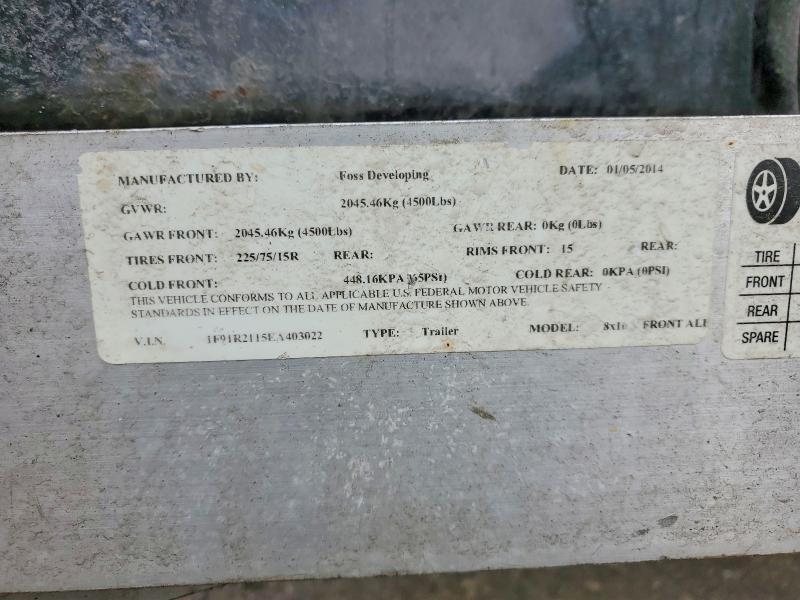 MANUFACTURED BY: Foss Developing DATE: 01/05/2014
GVWR: 2045.46Kg (4500Lbs)
GAWR FRONT: 2045.46Kg (4500Lbs) GAWR REAR: 0Kg (0Lbs)
TIRES FRONT: 225/75/15R REAR: RIMS FRONT: 15 REAR:
COLD FRONT: 448.16KPA (65PSI) COLD REAR: 0KPA (0PSI)
THIS VEHICLE CONFORMS TO ALL APPLICABLE U.S. FEDERAL MOTOR VEHICLE SAFETY
STANDARDS IN EFFECT ON THE DATE OF MANUFACTURE SHOWN ABOVE.
V.I.N. 1F91R2115EA403022 TYPE: Trailer MODEL: FRONT
TIRE
FRONT
REAR
SPARE